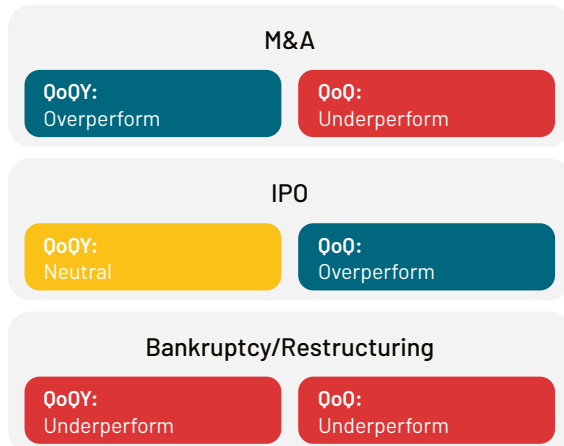 M&A
QoQY:
Overperform
QoQ:
Underperform
IPO
QoQY:
Neutral
QoQ:
Overperform
Bankruptcy/Restructuring
QoQY:
Underperform
QoQ:
Underperform